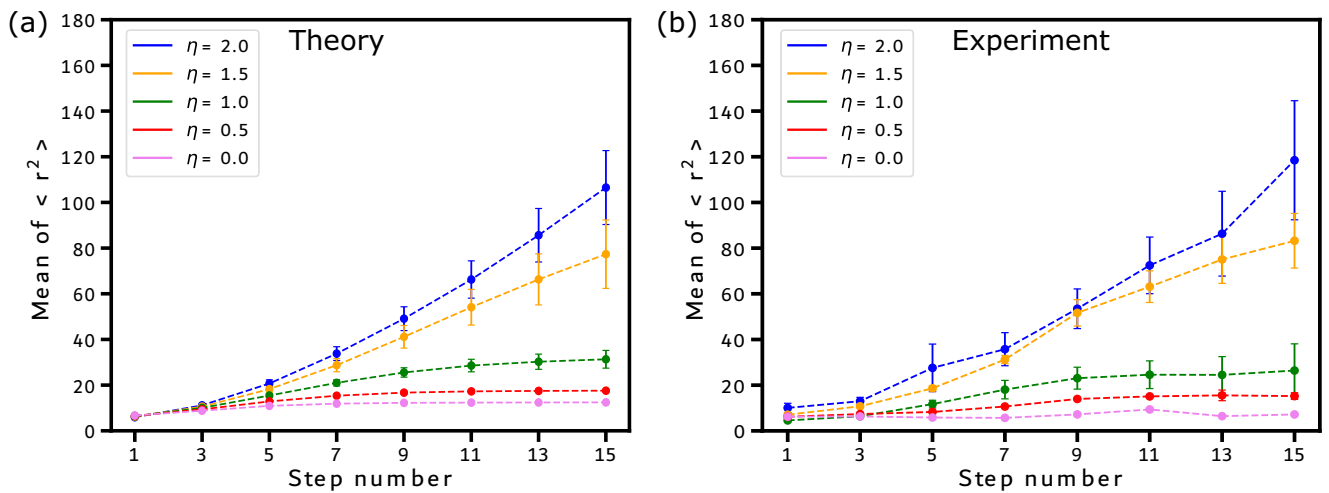 (a)
Theory
η = 2.0
η = 1.5
η = 1.0
η = 0.5
η = 0.0
Mean of < r² >
180
160
140
120
100
80
60
40
20
0
1 3 5 7 9 11 13 15
Step number
(b)
Experiment
η = 2.0
η = 1.5
η = 1.0
η = 0.5
η = 0.0
Mean of < r² >
180
160
140
120
100
80
60
40
20
0
1 3 5 7 9 11 13 15
Step number